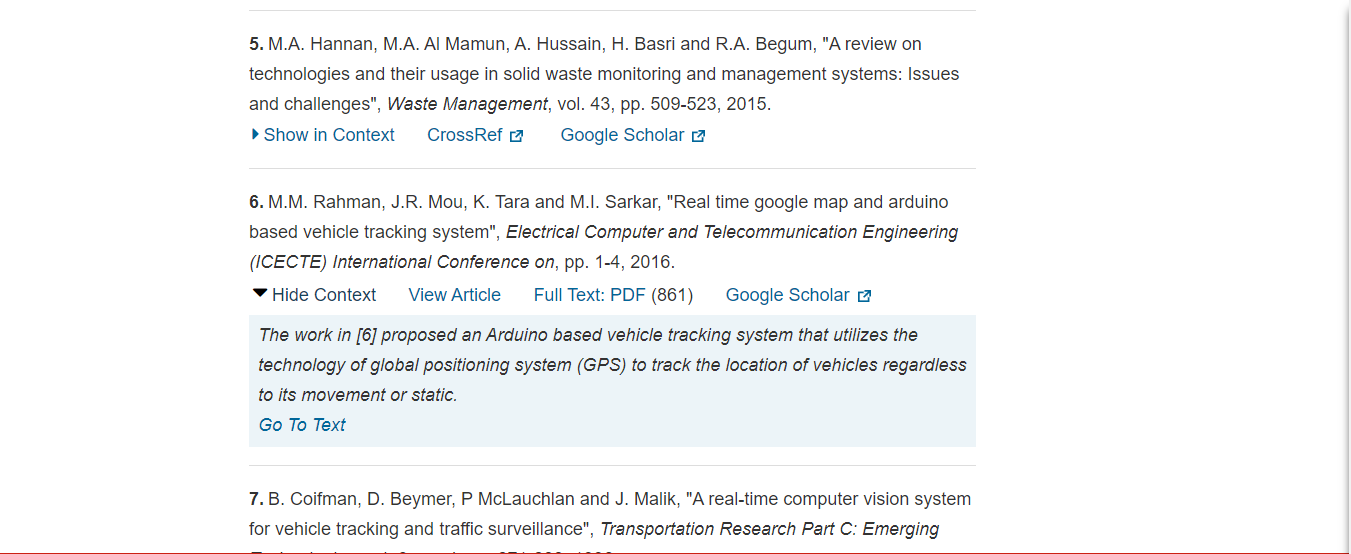 5. M.A. Hannan, M.A. Al Mamun, A. Hussain, H. Basri and R.A. Begum, "A review on
technologies and their usage in solid waste monitoring and management systems: Issues
and challenges", Waste Management, vol. 43, pp. 509-523, 2015.
Show in Context CrossRef Google Scholar
6. M.M. Rahman, J.R. Mou, K. Tara and M.I. Sarkar, "Real time google map and arduino
based vehicle tracking system", Electrical Computer and Telecommunication Engineering
(ICECTE) International Conference on, pp. 1-4, 2016.
Hide Context View Article Full Text: PDF (861) Google Scholar
The work in [6] proposed an Arduino based vehicle tracking system that utilizes the
technology of global positioning system (GPS) to track the location of vehicles regardless
to its movement or static.
Go To Text
7. B. Coifman, D. Beymer, P McLauchlan and J. Malik, "A real-time computer vision system
for vehicle tracking and traffic surveillance", Transportation Research Part C: Emerging